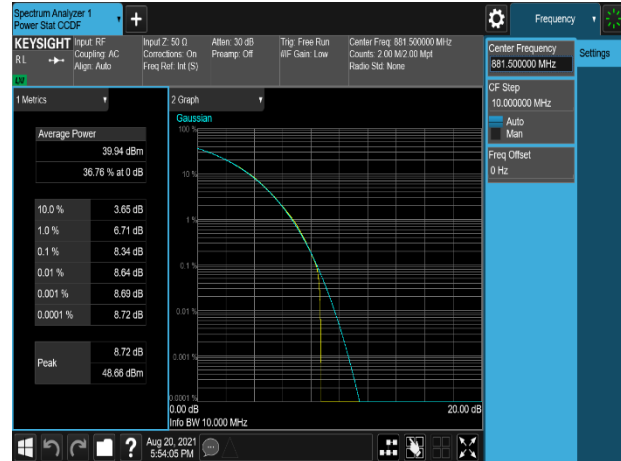 Spectrum Analyzer 1
Power Stat CCDF
+
Frequency
KEYSIGHT
Input: RF
Coupling: AC
Align: Auto
Input Z: 50 Ω
Corrections: On
Freq Ref: Int (S)
Atten: 30 dB
Preamp: Off
Trig: Free Run
#IF Gain: Low
Center Freq: 881.500000 MHz
Counts: 2.00 M/2.00 Mpt
Radio Std: None
RL
LW
Center Frequency
881.500000 MHz
Settings
CF Step
10.000000 MHz
Auto
Man
Freq Offset
0 Hz
1 Metrics
Average Power
39.94 dBm
36.76 % at 0 dB
10.0 % 3.65 dB
1.0 % 6.71 dB
0.1 % 8.34 dB
0.01 % 8.64 dB
0.001 % 8.69 dB
0.0001 % 8.72 dB
Peak
8.72 dB
48.66 dBm
2 Graph
Gaussian
100 %
10 %
1 %
0.1 %
0.01 %
0.001 %
0.0001 %
0.00 dB 20.00 dB
Info BW 10.000 MHz
?
Aug 20, 2021
5:54:05 PM